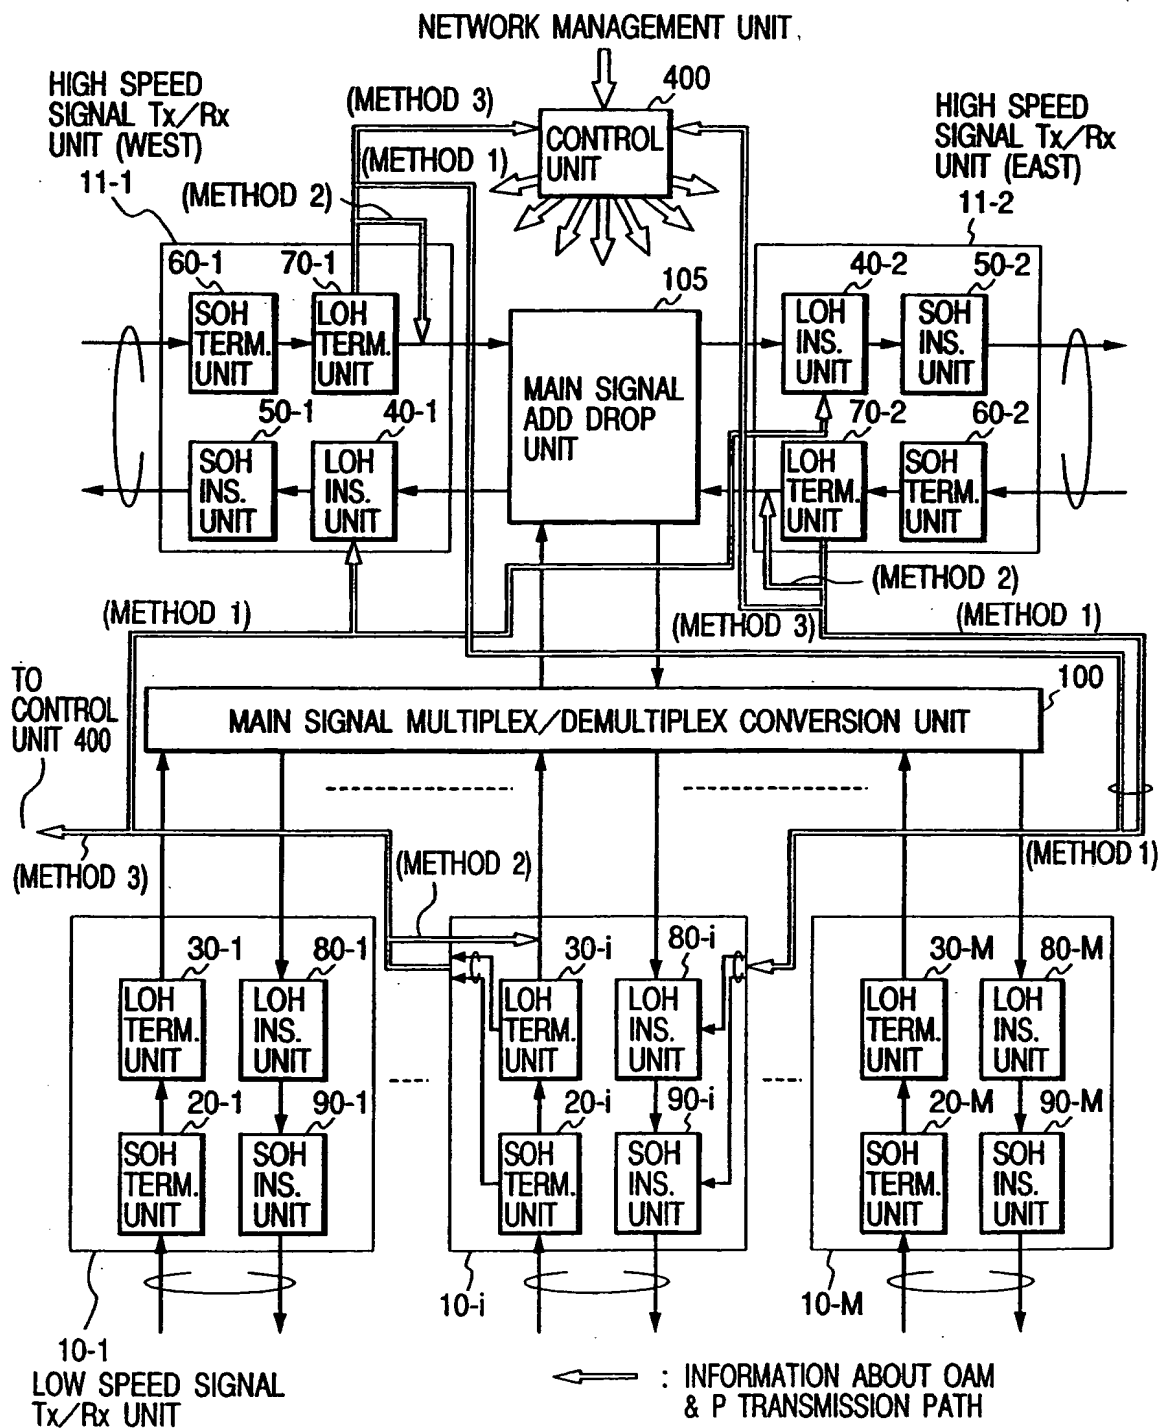 NETWORK MANAGEMENT UNIT
HIGH SPEED
SIGNAL Tx/Rx
UNIT (WEST)
11-1
(METHOD 3)
400
CONTROL
UNIT
HIGH SPEED
SIGNAL Tx/Rx
UNIT (EAST)
11-2
(METHOD 1)
(METHOD 2)
60-1
70-1
105
40-2
50-2
SOH
TERM.
UNIT
LOH
TERM.
UNIT
MAIN SIGNAL
ADD DROP
UNIT
LOH
INS.
UNIT
SOH
INS.
UNIT
50-1
40-1
70-2
60-2
SOH
INS.
UNIT
LOH
INS.
UNIT
LOH
TERM.
UNIT
SOH
TERM.
UNIT
(METHOD 2)
(METHOD 1)
(METHOD 3)
(METHOD 1)
TO
CONTROL
UNIT 400
100
MAIN SIGNAL MULTIPLEX/DEMULTIPLEX CONVERSION UNIT
(METHOD 3)
(METHOD 2)
(METHOD 1)
30-1
80-1
30-i
80-i
30-M
80-M
LOH
TERM.
UNIT
LOH
INS.
UNIT
LOH
TERM.
UNIT
LOH
INS.
UNIT
LOH
TERM.
UNIT
LOH
INS.
UNIT
20-1
90-1
20-i
90-i
20-M
90-M
SOH
TERM.
UNIT
SOH
INS.
UNIT
SOH
TERM.
UNIT
SOH
INS.
UNIT
SOH
TERM.
UNIT
SOH
INS.
UNIT
10-1
LOW SPEED SIGNAL
Tx/Rx UNIT
10-i
10-M
: INFORMATION ABOUT OAM
& P TRANSMISSION PATH